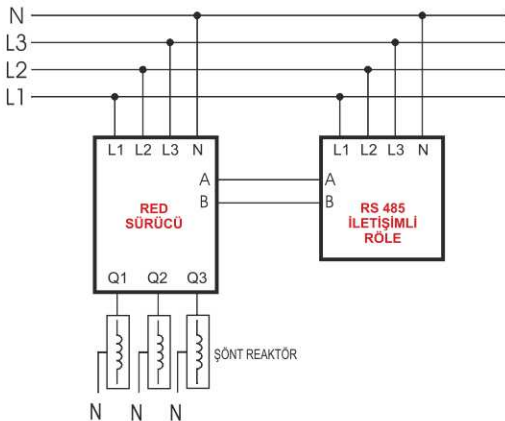 N
L3
L2
L1
L1 L2 L3 N
L1 L2 L3 N
A
B
A
B
RED
SÜRÜCÜ
RS 485
İLETİŞİMLİ
RÖLE
Q1 Q2 Q3
ŞÖNT REAKTÖR
N N N